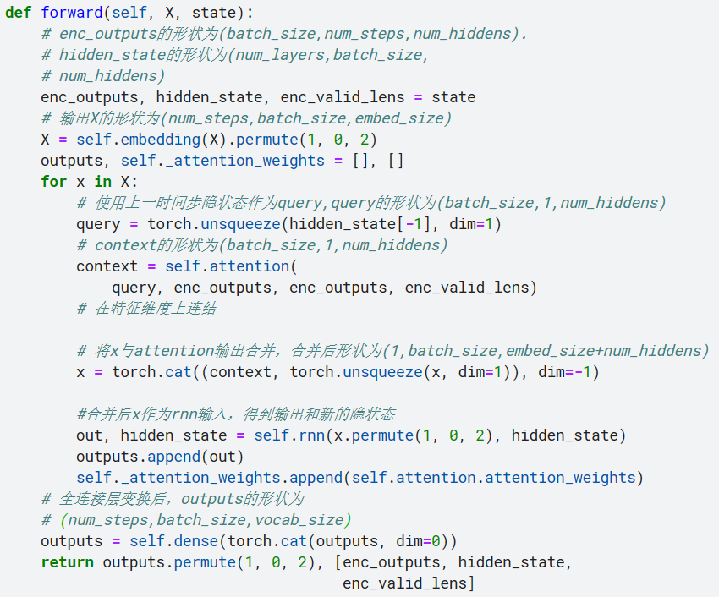 def forward(self, X, state):
    # enc_outputs的形状为(batch_size,num_steps,num_hiddens).
    # hidden_state的形状为(num_layers,batch_size,
    # num_hiddens)
    enc_outputs, hidden_state, enc_valid_lens = state
    # 输出X的形状为(num_steps,batch_size,embed_size)
    X = self.embedding(X).permute(1, 0, 2)
    outputs, self._attention_weights = [], []
    for x in X:
        # 使用上一时间步隐状态作为query,query的形状为(batch_size,1,num_hiddens)
        query = torch.unsqueeze(hidden_state[-1], dim=1)
        # context的形状为(batch_size,1,num_hiddens)
        context = self.attention(
            query, enc_outputs, enc_outputs, enc_valid_lens)
        # 在特征维度上连结
        # 将x与attention输出合并，合并后形状为(1,batch_size,embed_size+num_hiddens)
        x = torch.cat((context, torch.unsqueeze(x, dim=1)), dim=-1)
        #合并后x作为rnn输入，得到输出和新的隐状态
        out, hidden_state = self.rnn(x.permute(1, 0, 2), hidden_state)
        outputs.append(out)
        self._attention_weights.append(self.attention.attention_weights)
    # 全连接层变换后，outputs的形状为
    # (num_steps,batch_size,vocab_size)
    outputs = self.dense(torch.cat(outputs, dim=0))
    return outputs.permute(1, 0, 2), [enc_outputs, hidden_state,
                                      enc_valid_lens]